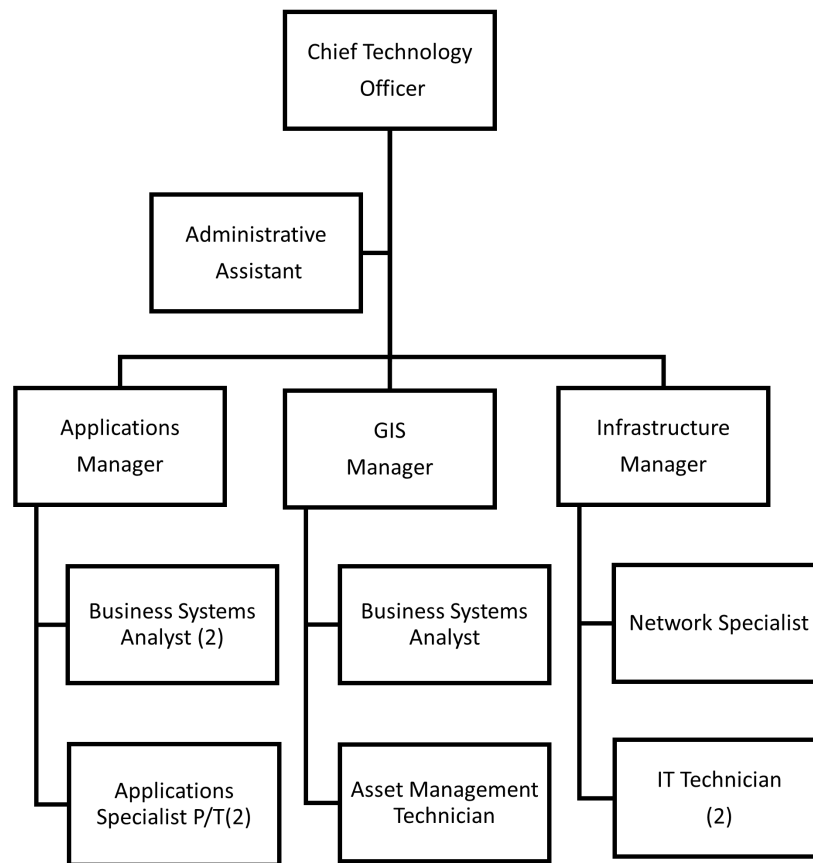 Chief Technology
Officer
Administrative
Assistant
Applications
Manager
GIS
Manager
Infrastructure
Manager
Business Systems
Analyst (2)
Business Systems
Analyst
Network Specialist
Applications
Specialist P/T(2)
Asset Management
Technician
IT Technician
(2)